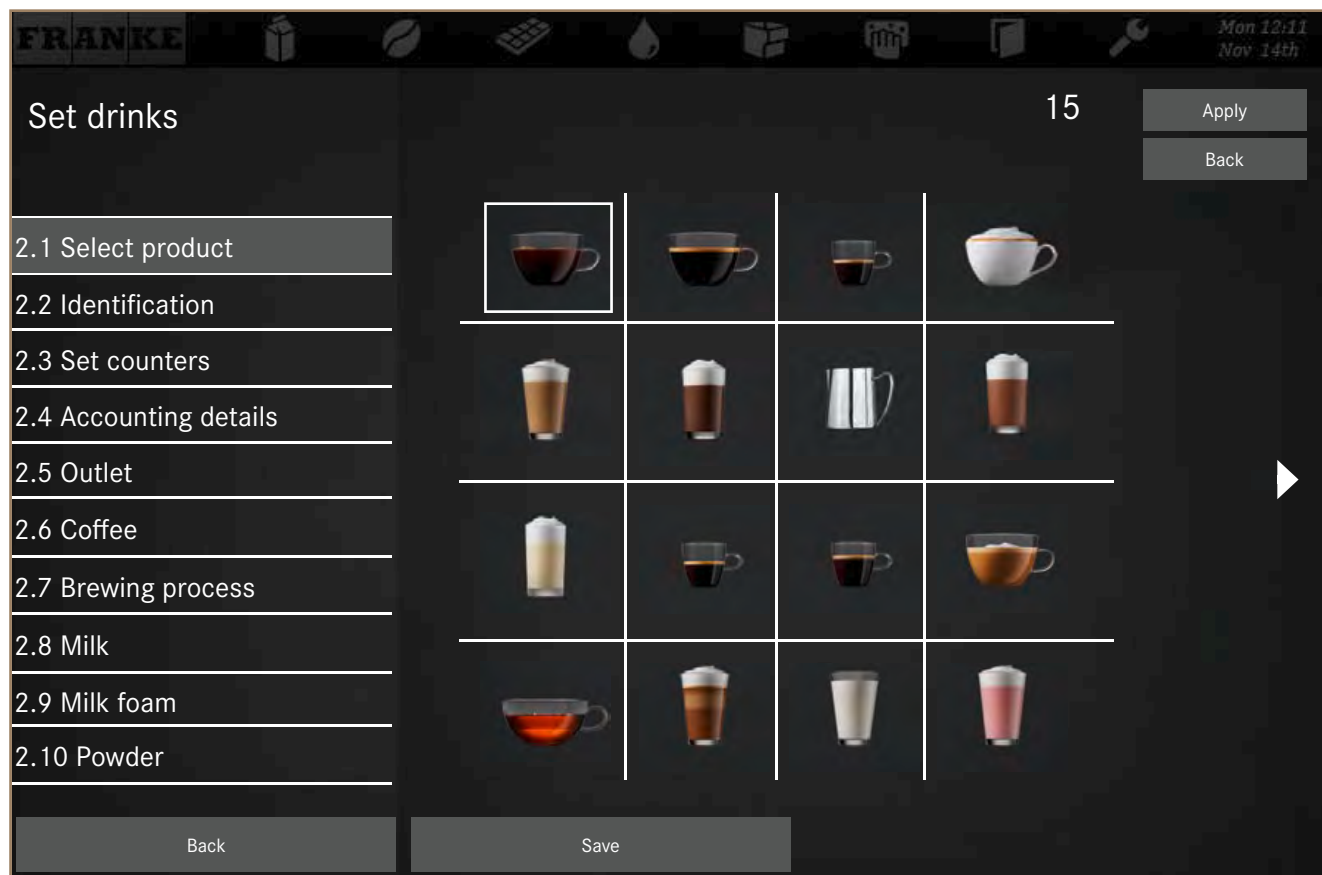 FRANKE
Mon 12:11
Nov 14th
Set drinks
15
Apply
Back
2.1 Select product
2.2 Identification
2.3 Set counters
2.4 Accounting details
2.5 Outlet
2.6 Coffee
2.7 Brewing process
2.8 Milk
2.9 Milk foam
2.10 Powder
Back
Save